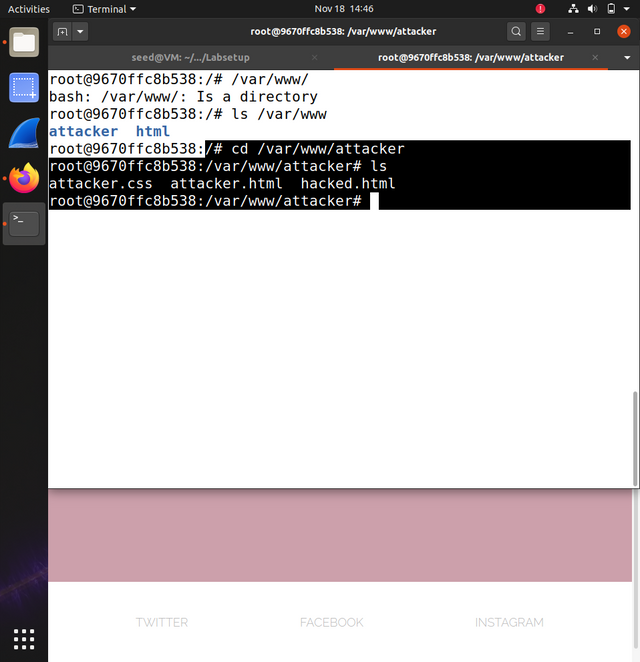 Activities Terminal Nov 18 14:46
root@9670ffc8b538: /var/www/attacker
seed@VM: ~/.../Labsetup
root@9670ffc8b538: /var/www/attacker
root@9670ffc8b538:/# /var/www/
bash: /var/www/: Is a directory
root@9670ffc8b538:/# ls /var/www
attacker  html
root@9670ffc8b538:/# cd /var/www/attacker
root@9670ffc8b538:/var/www/attacker# ls
attacker.css  attacker.html  hacked.html
root@9670ffc8b538:/var/www/attacker#
TWITTER FACEBOOK INSTAGRAM